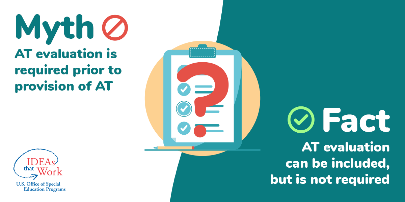 Myth
AT evaluation is
required prior to
provision of AT
?
Fact
AT evaluation
can be included,
but is not required
IDEA
that
Work
U.S. Office of Special
Education Programs